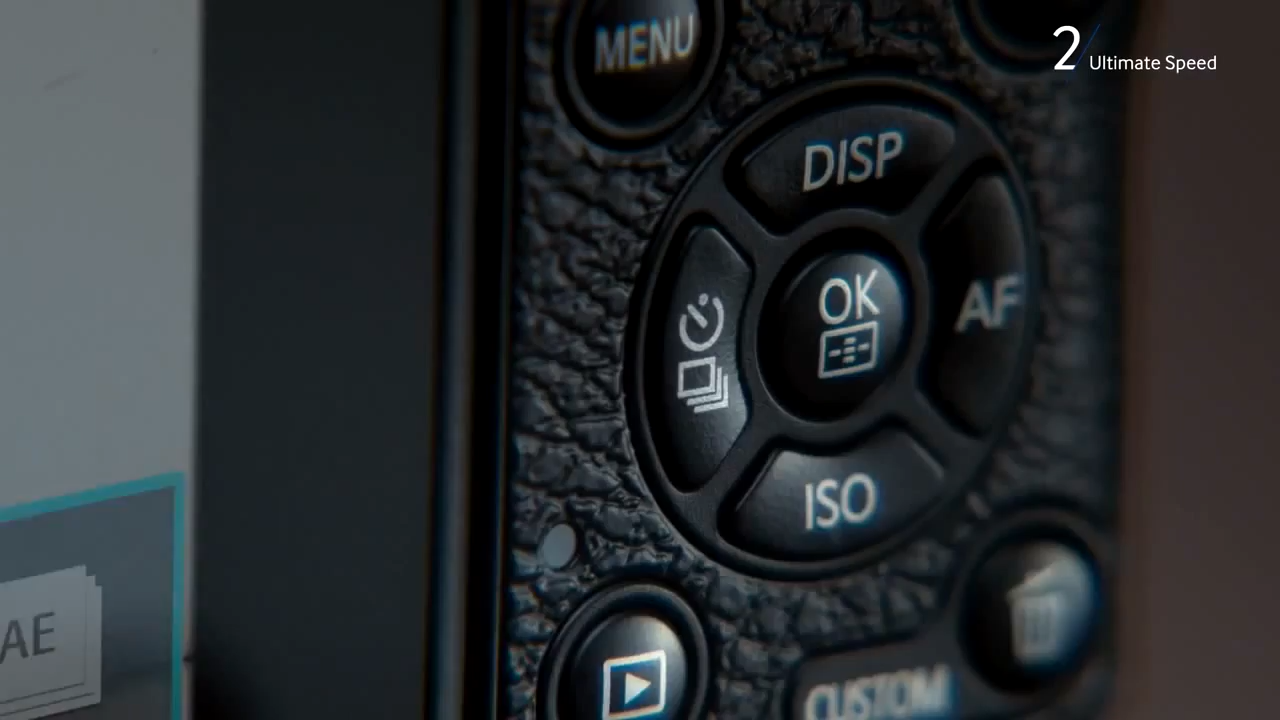 2 Ultimate Speed
MENU
DISP
OK
AF
ISO
AE
CUSTOM